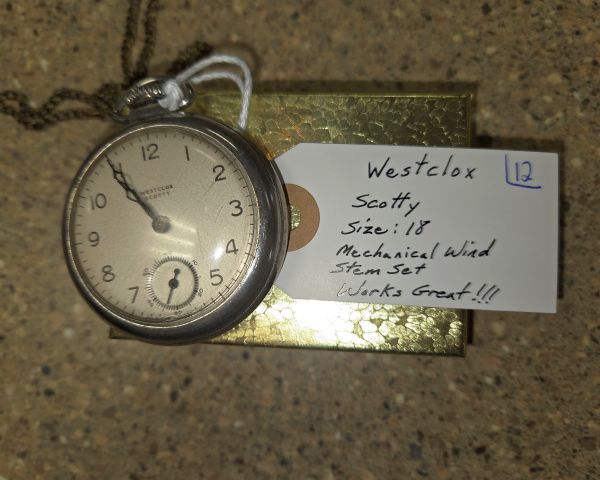 12
1
2
3
4
5
7
8
9
10
WESTCLOX
SCOTTY
Westclox
12
Scotty
Size: 18
Mechanical Wind
Stem Set
Works Great!!!